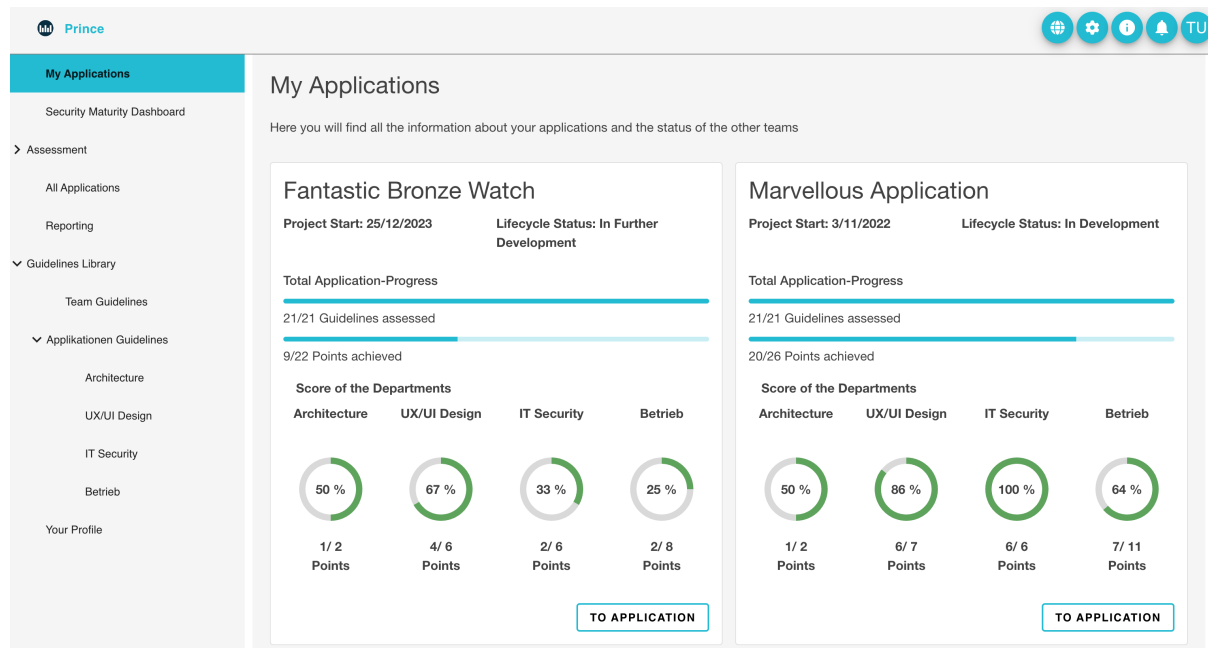 Prince
TU
My Applications
Security Maturity Dashboard
Assessment
All Applications
Reporting
Guidelines Library
Team Guidelines
Applikationen Guidelines
Architecture
UX/UI Design
IT Security
Betrieb
Your Profile
My Applications
Here you will find all the information about your applications and the status of the other teams
Fantastic Bronze Watch
Project Start: 25/12/2023
Lifecycle Status: In Further
Development
Total Application-Progress
21/21 Guidelines assessed
9/22 Points achieved
Score of the Departments
Architecture UX/UI Design IT Security Betrieb
50 % 67 % 33 % 25 %
1/ 2 4/ 6 2/ 6 2/ 8
Points Points Points Points
TO APPLICATION
Marvellous Application
Project Start: 3/11/2022
Lifecycle Status: In Development
Total Application-Progress
21/21 Guidelines assessed
20/26 Points achieved
Score of the Departments
Architecture UX/UI Design IT Security Betrieb
50 % 86 % 100 % 64 %
1/ 2 6/ 7 6/ 6 7/ 11
Points Points Points Points
TO APPLICATION